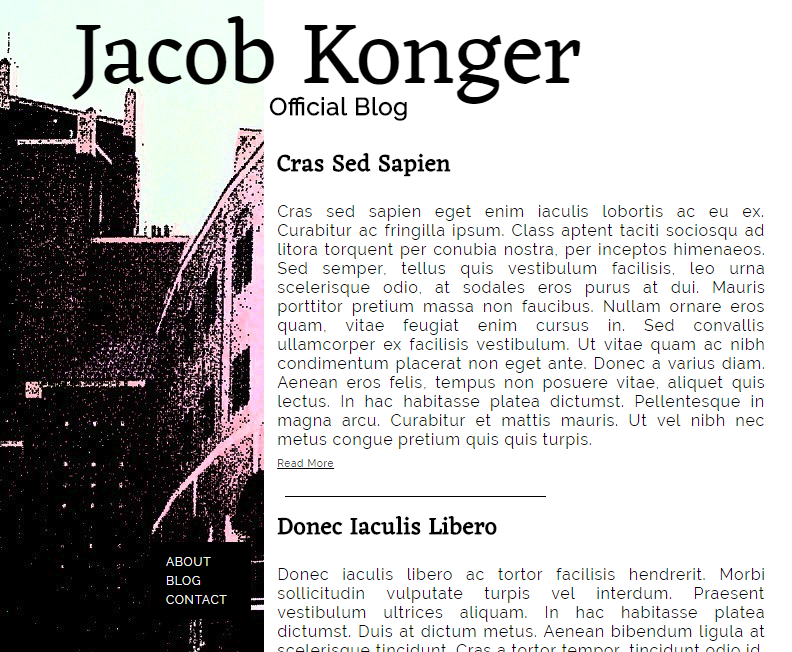 Jacob Konger
Official Blog
Cras Sed Sapien
Cras sed sapien eget enim iaculis lobortis ac eu ex.
Curabitur ac fringilla ipsum. Class aptent taciti sociosqu ad
litora torquent per conubia nostra, per inceptos himenaeos.
Sed semper, tellus quis vestibulum facilisis, leo urna
scelerisque odio, at sodales eros purus at dui. Mauris
porttitor pretium massa non faucibus. Nullam ornare eros
quam, vitae feugiat enim cursus in. Sed convallis
ullamcorper ex facilisis vestibulum. Ut vitae quam ac nibh
condimentum placerat non eget ante. Donec a varius diam.
Aenean eros felis, tempus non posuere vitae, aliquet quis
lectus. In hac habitasse platea dictumst. Pellentesque in
magna arcu. Curabitur et mattis mauris. Ut vel nibh nec
metus congue pretium quis quis turpis.
Read More
Donec Iaculis Libero
Donec iaculis libero ac tortor facilisis hendrerit. Morbi
sollicitudin vulputate turpis vel interdum. Praesent
vestibulum ultrices aliquam. In hac habitasse platea
dictumst. Duis at dictum metus. Aenean bibendum ligula at
scelerisque tincidunt. Cras a tortor tempor, tincidunt odio id,
ABOUT
BLOG
CONTACT